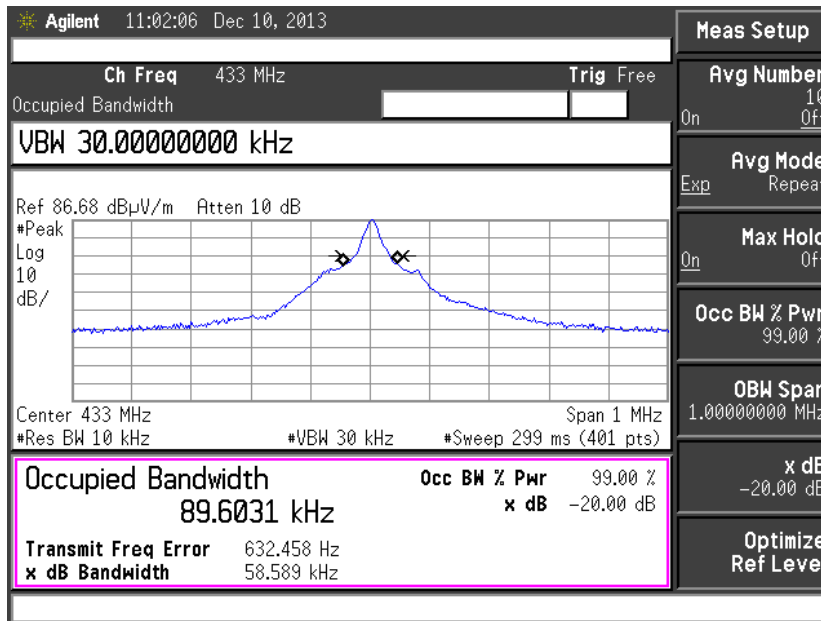 Agilent 11:02:06 Dec 10, 2013
Ch Freq 433 MHz Trig Free
Occupied Bandwidth
VBW 30.00000000 kHz
Ref 86.68 dBµV/m Atten 10 dB
#Peak
Log
10
dB/
Center 433 MHz Span 1 MHz
#Res BW 10 kHz #VBW 30 kHz #Sweep 299 ms (401 pts)
Occupied Bandwidth Occ BW % Pwr 99.00 %
89.6031 kHz x dB -20.00 dB
Transmit Freq Error 632.458 Hz
x dB Bandwidth 58.589 kHz
Meas Setup
Avg Number
10
On Off
Avg Mode
Exp Repeat
Max Hold
On Off
Occ BW % Pwr
99.00 %
OBW Span
1.00000000 MHz
x dB
-20.00 dB
Optimize
Ref Level